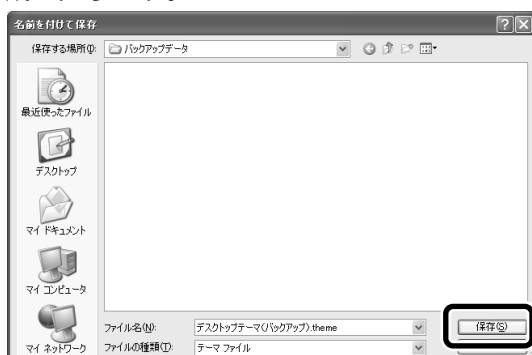 名前を付けて保存
保存する場所(I):
バックアップデータ
最近使ったファイル
デスクトップ
マイ ドキュメント
マイ コンピュータ
マイ ネットワーク
ファイル名(N):
デスクトップテーマ(バックアップ).theme
保存(S)
ファイルの種類(T):
テーマ ファイル